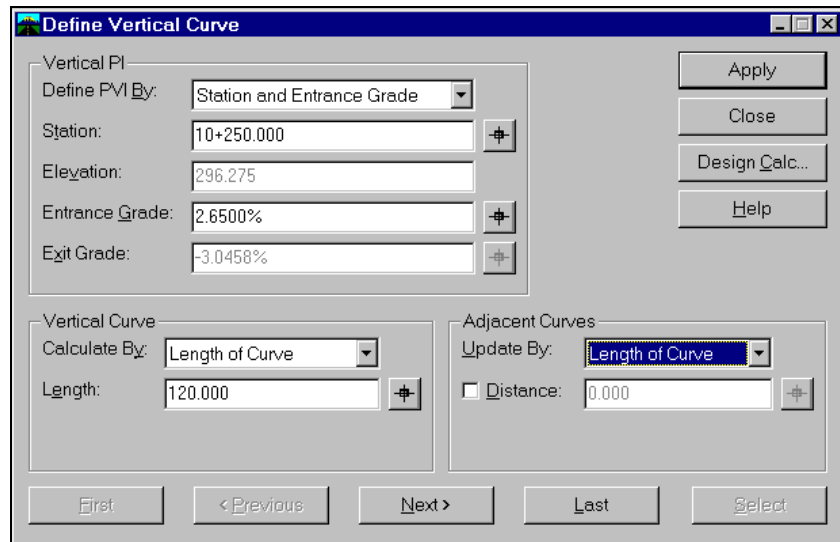 Define Vertical Curve
Vertical PI
Define PVI By: Station and Entrance Grade
Station: 10+250.000
Elevation: 296.275
Entrance Grade: 2.6500%
Exit Grade: -3.0458%
Apply
Close
Design Calc...
Help
Vertical Curve
Calculate By: Length of Curve
Length: 120.000
Adjacent Curves
Update By: Length of Curve
Distance: 0.000
First
< Previous
Next >
Last
Select